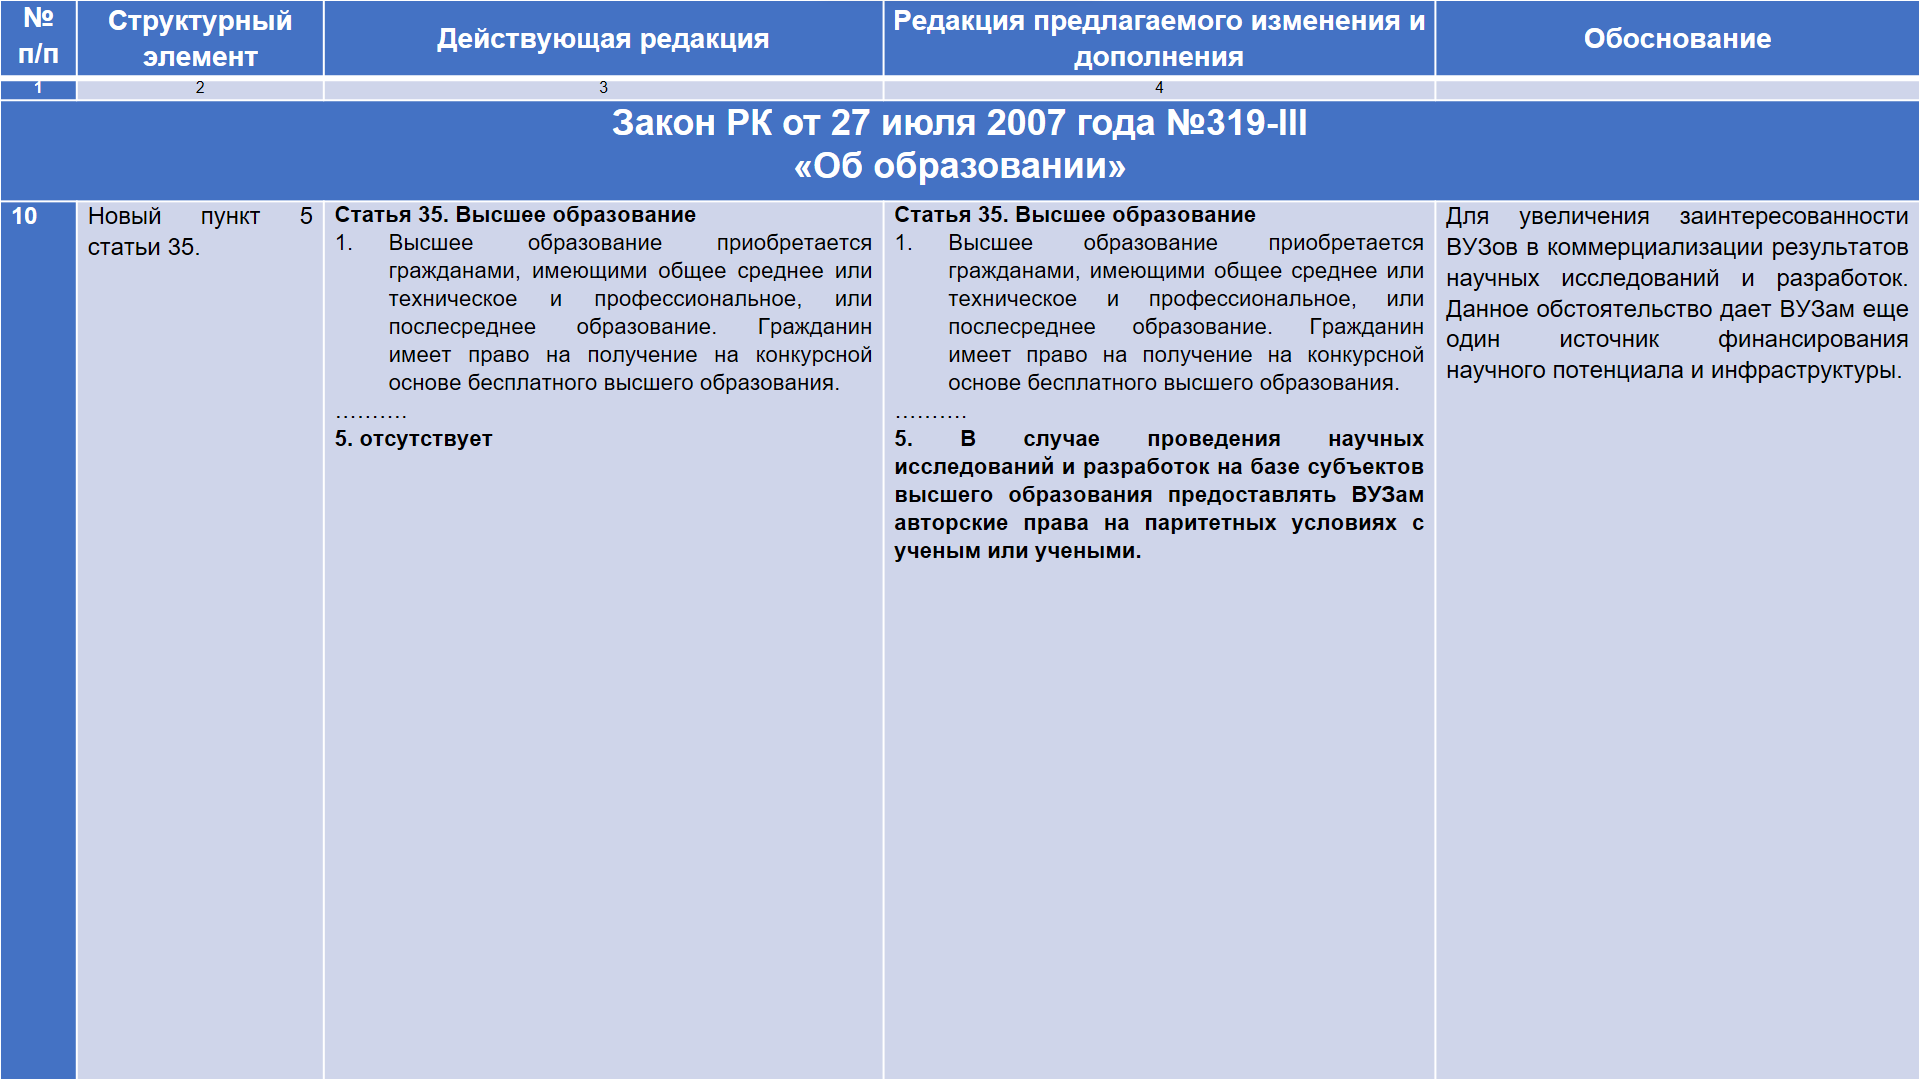 №
п/п
Структурный
элемент
Действующая редакция
Редакция предлагаемого изменения и
дополнения
Обоснование
1
2
3
4
Закон РК от 27 июля 2007 года №319-III
«Об образовании»
10
Новый пункт 5
статьи 35.
Статья 35. Высшее образование
1. Высшее образование приобретается
гражданами, имеющими общее среднее или
техническое и профессиональное, или
послесреднее образование. Гражданин
имеет право на получение на конкурсной
основе бесплатного высшего образования.
……….
5. отсутствует
Статья 35. Высшее образование
1. Высшее образование приобретается
гражданами, имеющими общее среднее или
техническое и профессиональное, или
послесреднее образование. Гражданин
имеет право на получение на конкурсной
основе бесплатного высшего образования.
……….
5. В случае проведения научных
исследований и разработок на базе субъектов
высшего образования предоставлять ВУЗам
авторские права на паритетных условиях с
ученым или учеными.
Для увеличения заинтересованности
ВУЗов в коммерциализации результатов
научных исследований и разработок.
Данное обстоятельство дает ВУЗам еще
один источник финансирования
научного потенциала и инфраструктуры.